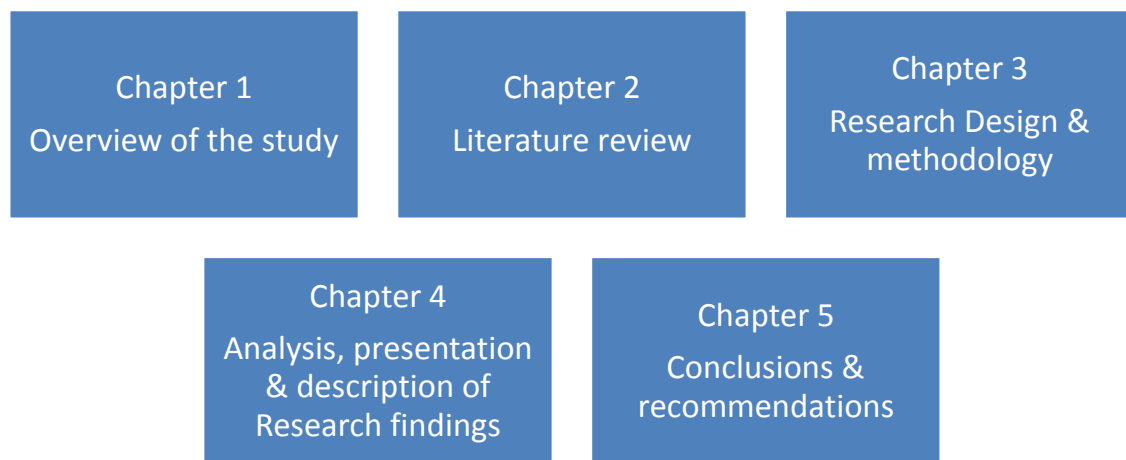 Chapter 1
Overview of the study
Chapter 2
Literature review
Chapter 3
Research Design &
methodology
Chapter 4
Analysis, presentation
& description of
Research findings
Chapter 5
Conclusions &
recommendations